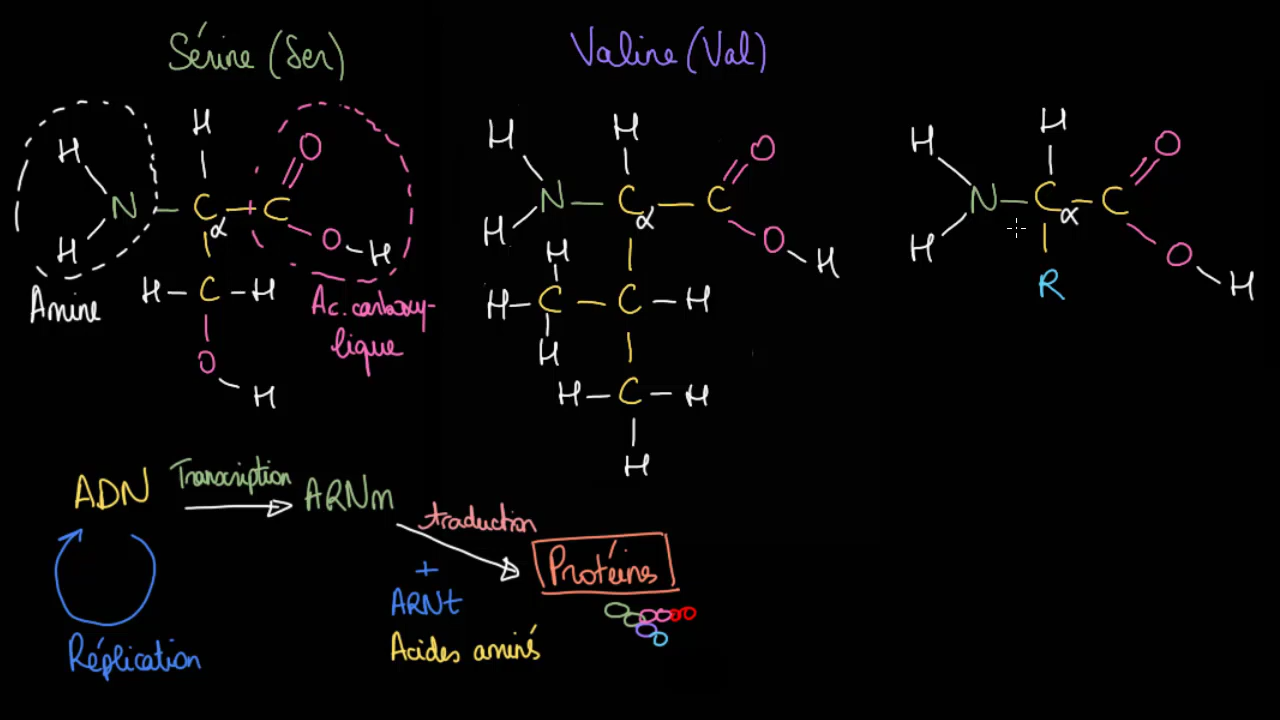 Sérine (Ser)
H
H O
N – C – C
α
H O – H
H – C – H
O
H
Amine
Ac. carboxy-
lique
Valine (Val)
H H O
N – C – C
α
H O – H
H
H – C – C – H
H
H – C – H
H
H H O
N – C – C
α
H O – H
R
ADN Transcription ARNm
traduction
+
ARNt
Acides aminés
Protéines
Réplication